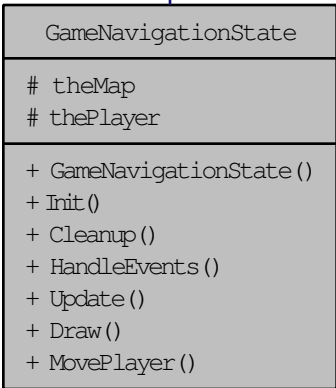 GameNavigationState
# theMap
# thePlayer
+ GameNavigationState()
+ Init()
+ Cleanup()
+ HandleEvents()
+ Update()
+ Draw()
+ MovePlayer()